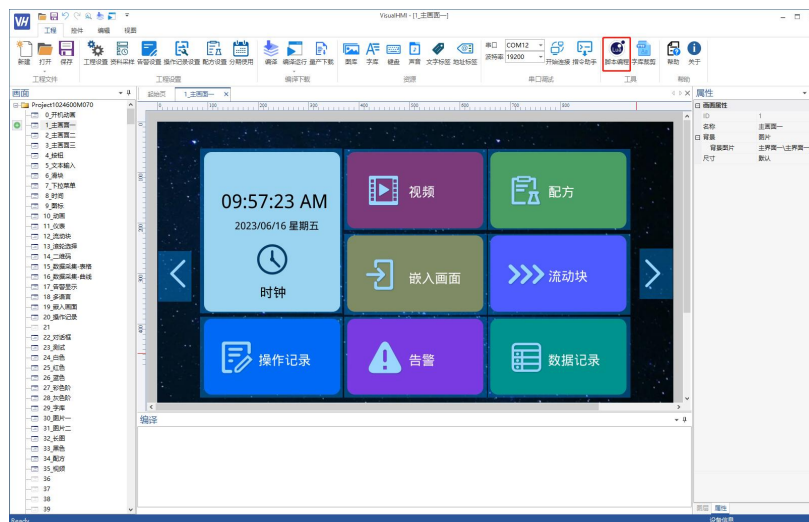 VisualHMI - [1_主画面一]
工程 控件 编辑 视图
新建 打开 保存 工程设置 资料采样 告警设置 操作记录设置 配方设置 分期使用 编译 编译运行 量产下载 图库 字库 键盘 声音 文字标签 地址标签 串口 COM12 波特率 19200 开始连接 指令助手 脚本编程 字库裁剪 帮助 关于
工程文件 工程设置 编译下载 资源 串口调试 工具 帮助
画面
Project1024600M070
0_开机动画
1_主画面一
2_主画面二
3_主画面三
4_按钮
5_文本输入
6_滑块
7_下拉菜单
8_时间
9_图标
10_动画
11_仪表
12_流动块
13_滚轮选择
14_二维码
15_数据采集-表格
16_数据采集-曲线
17_告警显示
18_多语言
19_嵌入画面
20_操作记录
21
22_对话框
23_测试
24_白色
25_红色
26_蓝色
27_彩色阶
28_灰色阶
29_字库
30_图片一
31_图片二
32_长图
33_黑色
34_配方
35_视频
36
37
38
39
起始页 1_主画面一 ×
09:57:23 AM
2023/06/16 星期五
时钟
视频
配方
嵌入画面
流动块
操作记录
告警
数据记录
编译
属性
画面属性
ID 1
名称 主画面一
背景 图片
背景图片 主界面一\主界面一
尺寸 默认
画层 属性
Ready
设备信息